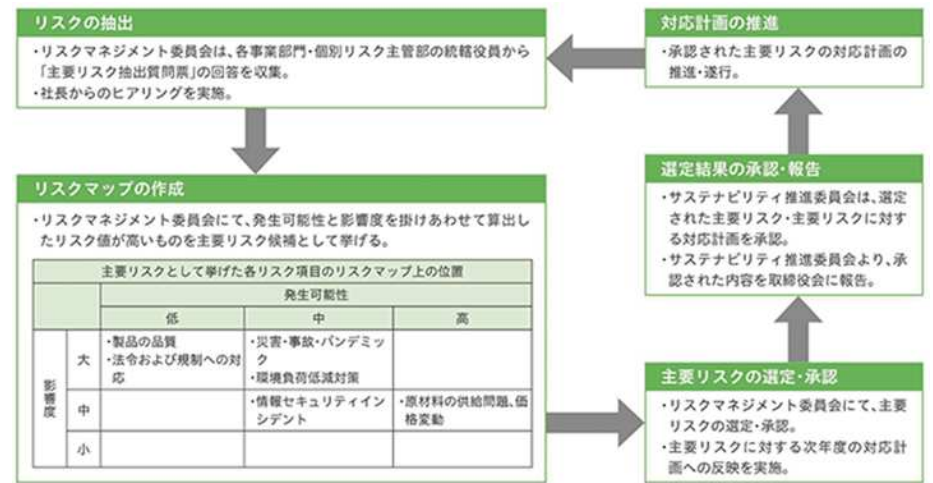 リスクの抽出
・リスクマネジメント委員会は、各事業部門・個別リスク主管部の統轄役員から
「主要リスク抽出質問票」の回答を収集。
・社長からのヒアリングを実施。
リスクマップの作成
・リスクマネジメント委員会にて、発生可能性と影響度を掛けあわせて算出し
たリスク値が高いものを主要リスク候補として挙げる。
主要リスクとして挙げた各リスク項目のリスクマップ上の位置
発生可能性
低
中
高
影響度
大
・製品の品質
・法令および規制への対
応
・災害・事故・パンデミッ
ク
・環境負荷低減対策
中
・情報セキュリティイン
シデント
・原材料の供給問題、価
格変動
小
主要リスクの選定・承認
・リスクマネジメント委員会にて、主要
リスクの選定・承認。
・主要リスクに対する次年度の対応計
画への反映を実施。
選定結果の承認・報告
・サステナビリティ推進委員会は、選定
された主要リスク・主要リスクに対す
る対応計画を承認。
・サステナビリティ推進委員会より、承
認された内容を取締役会に報告。
対応計画の推進
・承認された主要リスクの対応計画の
推進・遂行。